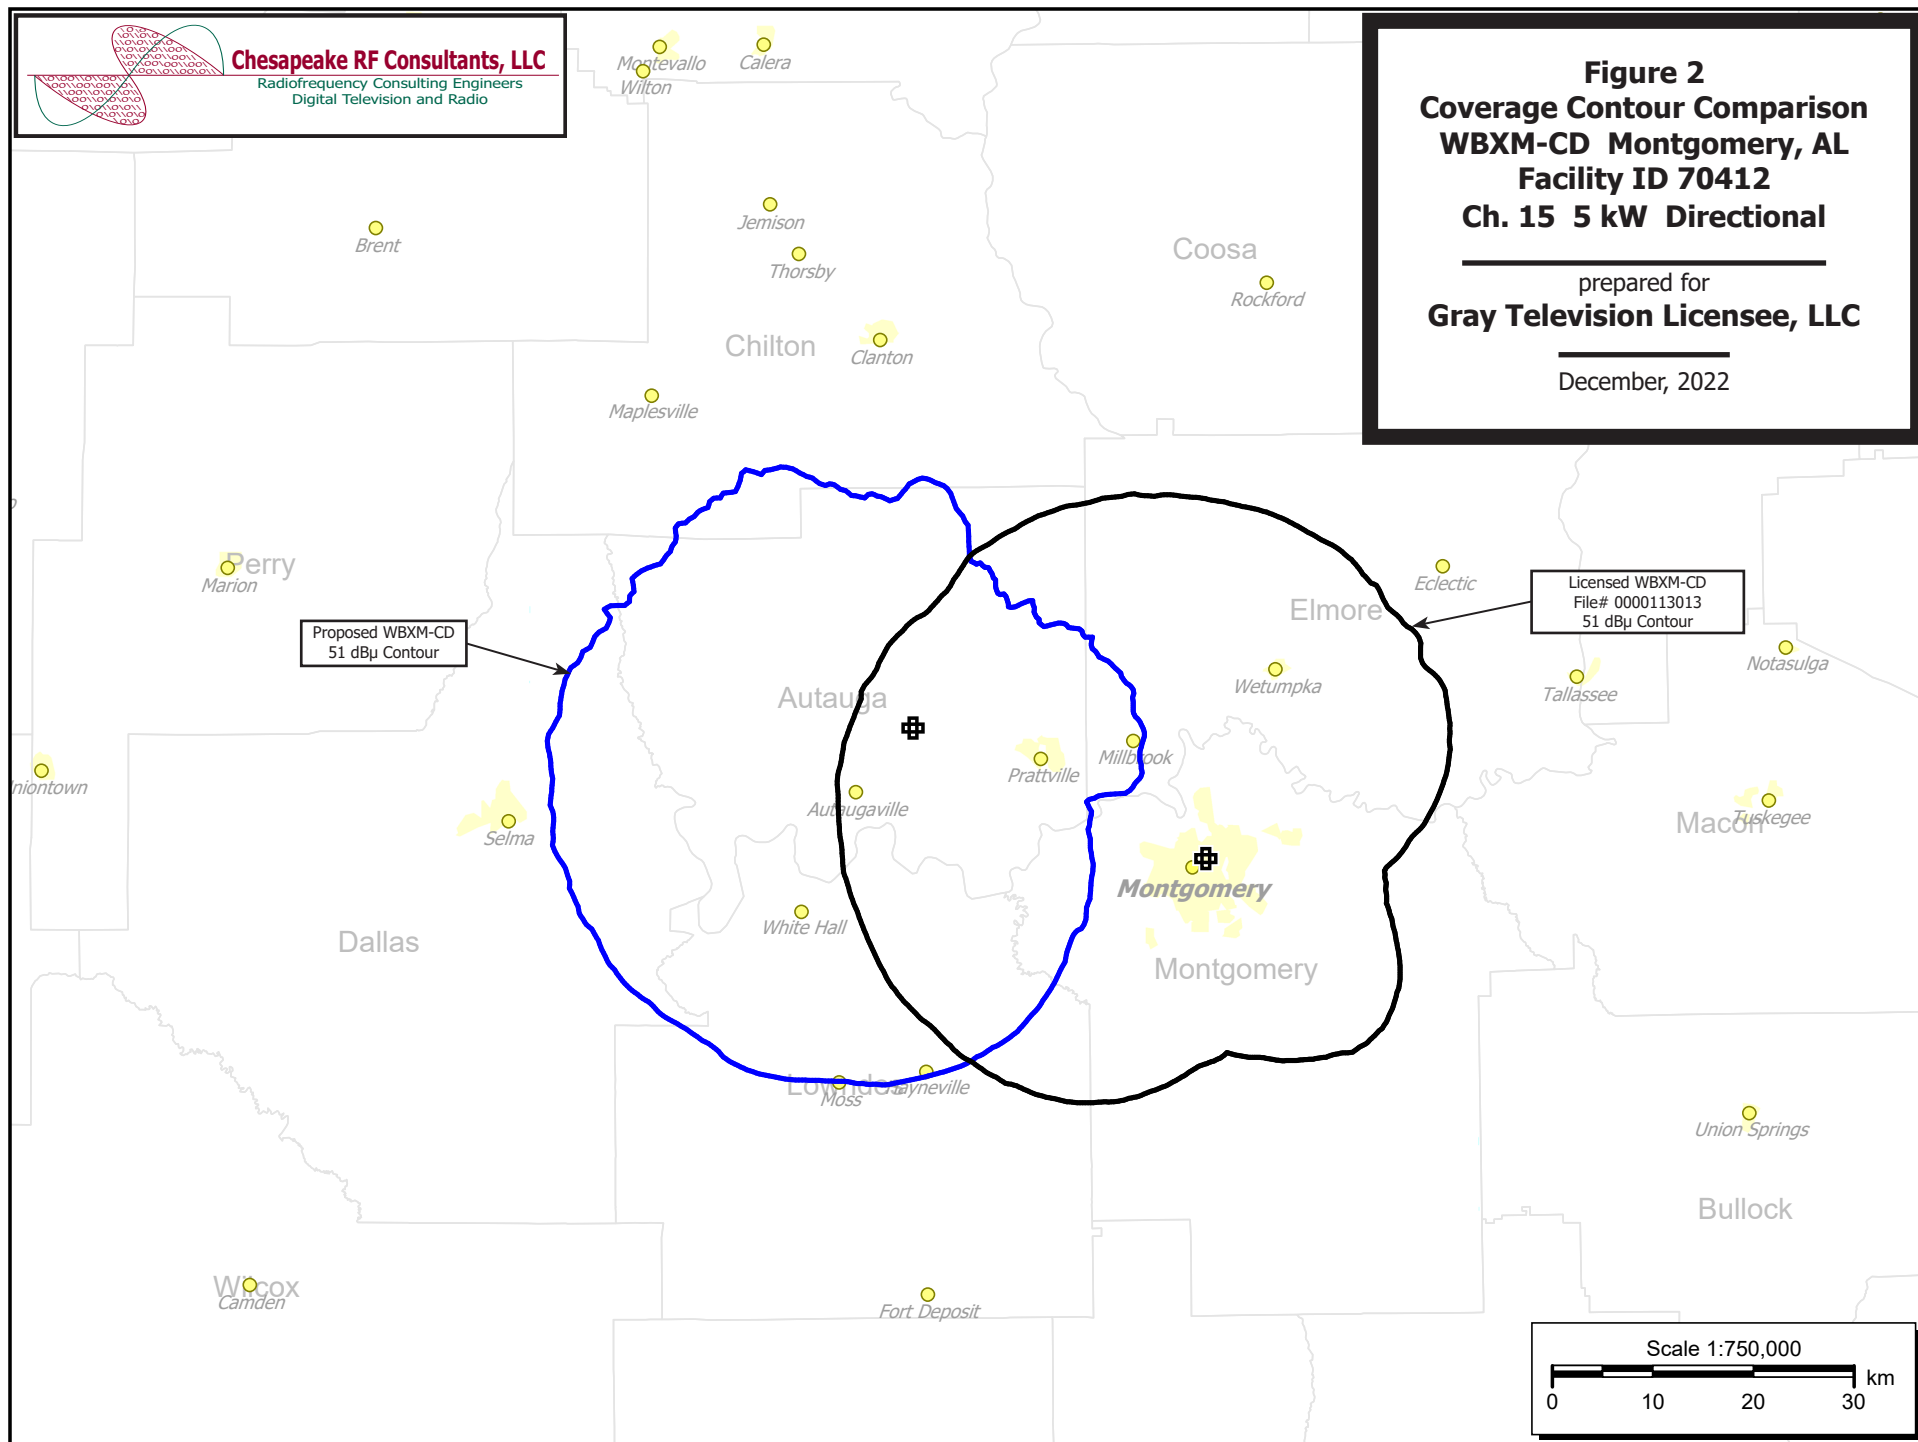 Chesapeake RF Consultants, LLC
Radiofrequency Consulting Engineers
Digital Television and Radio
Figure 2
Coverage Contour Comparison
WBXM-CD Montgomery, AL
Facility ID 70412
Ch. 15 5 kW Directional
prepared for
Gray Television Licensee, LLC
December, 2022
Montevallo
Calera
Wilton
Jemison
Brent
Thorsby
Coosa
Rockford
Chilton
Clanton
Maplesville
Perry
Marion
Eclectic
Elmore
Licensed WBXM-CD
File# 0000113013
51 dBµ Contour
Proposed WBXM-CD
51 dBµ Contour
Notasulga
Wetumpka
Tallassee
Autauga
Millbrook
Prattville
niontown
Autaugaville
Selma
Macon
Tuskegee
Montgomery
White Hall
Dallas
Montgomery
Lowndes
Moss
ayneville
Union Springs
Bullock
Wilcox
Camden
Fort Deposit
Scale 1:750,000
km
0 10 20 30